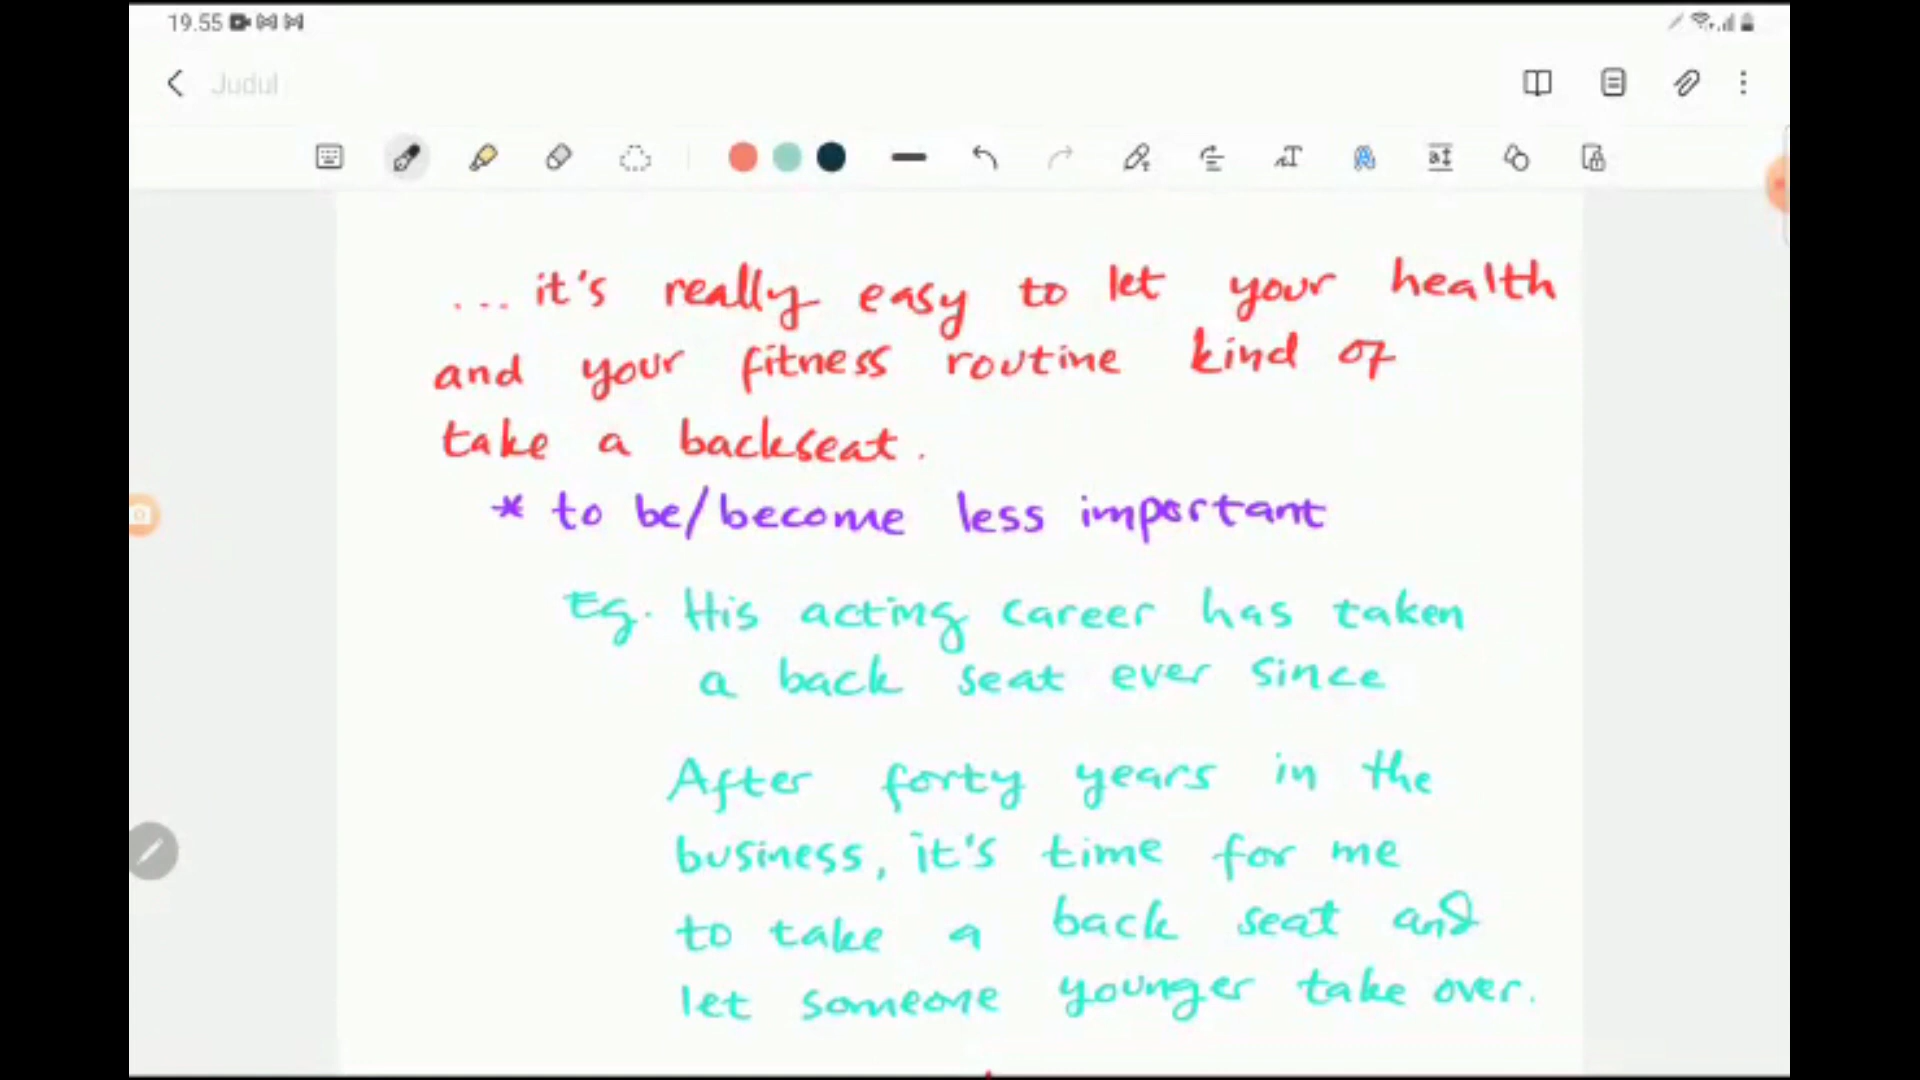 19.55
Judul
... it's really easy to let your health
and your fitness routine kind of
take a backseat.
* to be/become less important
Eg. His acting career has taken
a back seat ever since
After forty years in the
business, it's time for me
to take a back seat and
let someone younger take over.